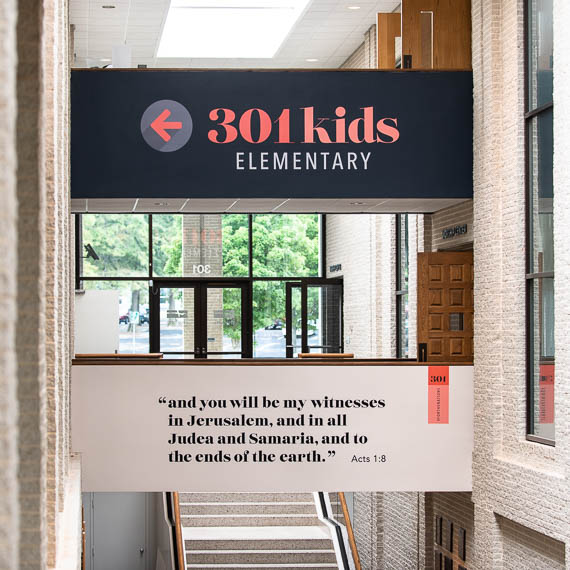 301 kids
ELEMENTARY
301
301
“and you will be my witnesses
in Jerusalem, and in all
Judea and Samaria, and to
the ends of the earth.” Acts 1:8